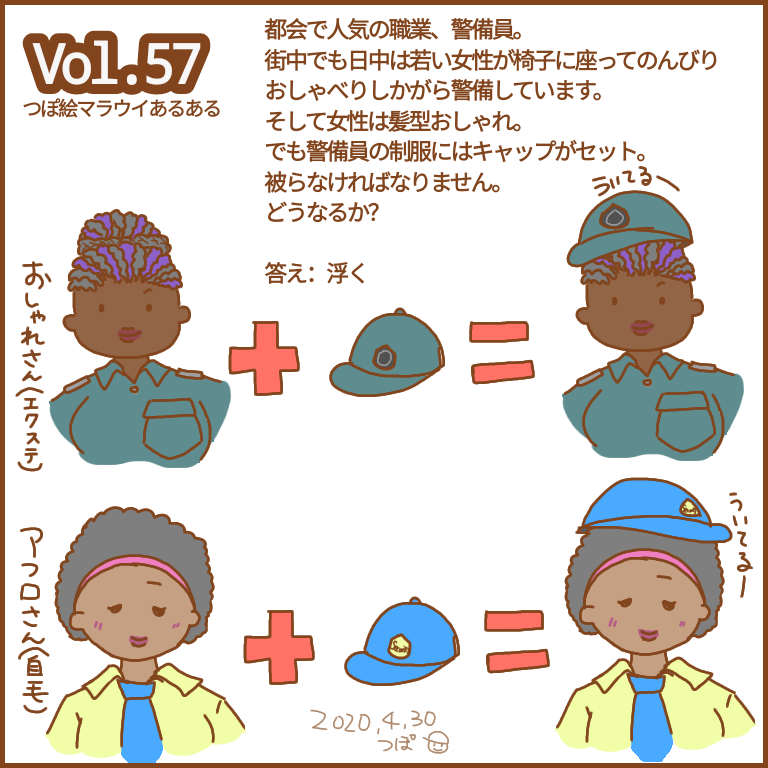 Vol.57
つぽ絵マラウイあるある
都会で人気の職業、警備員。
街中でも日中は若い女性が椅子に座ってのんびり
おしゃべりしかがら警備しています。
そして女性は髪型おしゃれ。
でも警備員の制服にはキャップがセット。
被らなければなりません。
どうなるか?
答え：浮く
ういてるー
おしゃれさん(エクステ)
ういてるー
アフロさん(自毛)
2020,4,30
つぽ